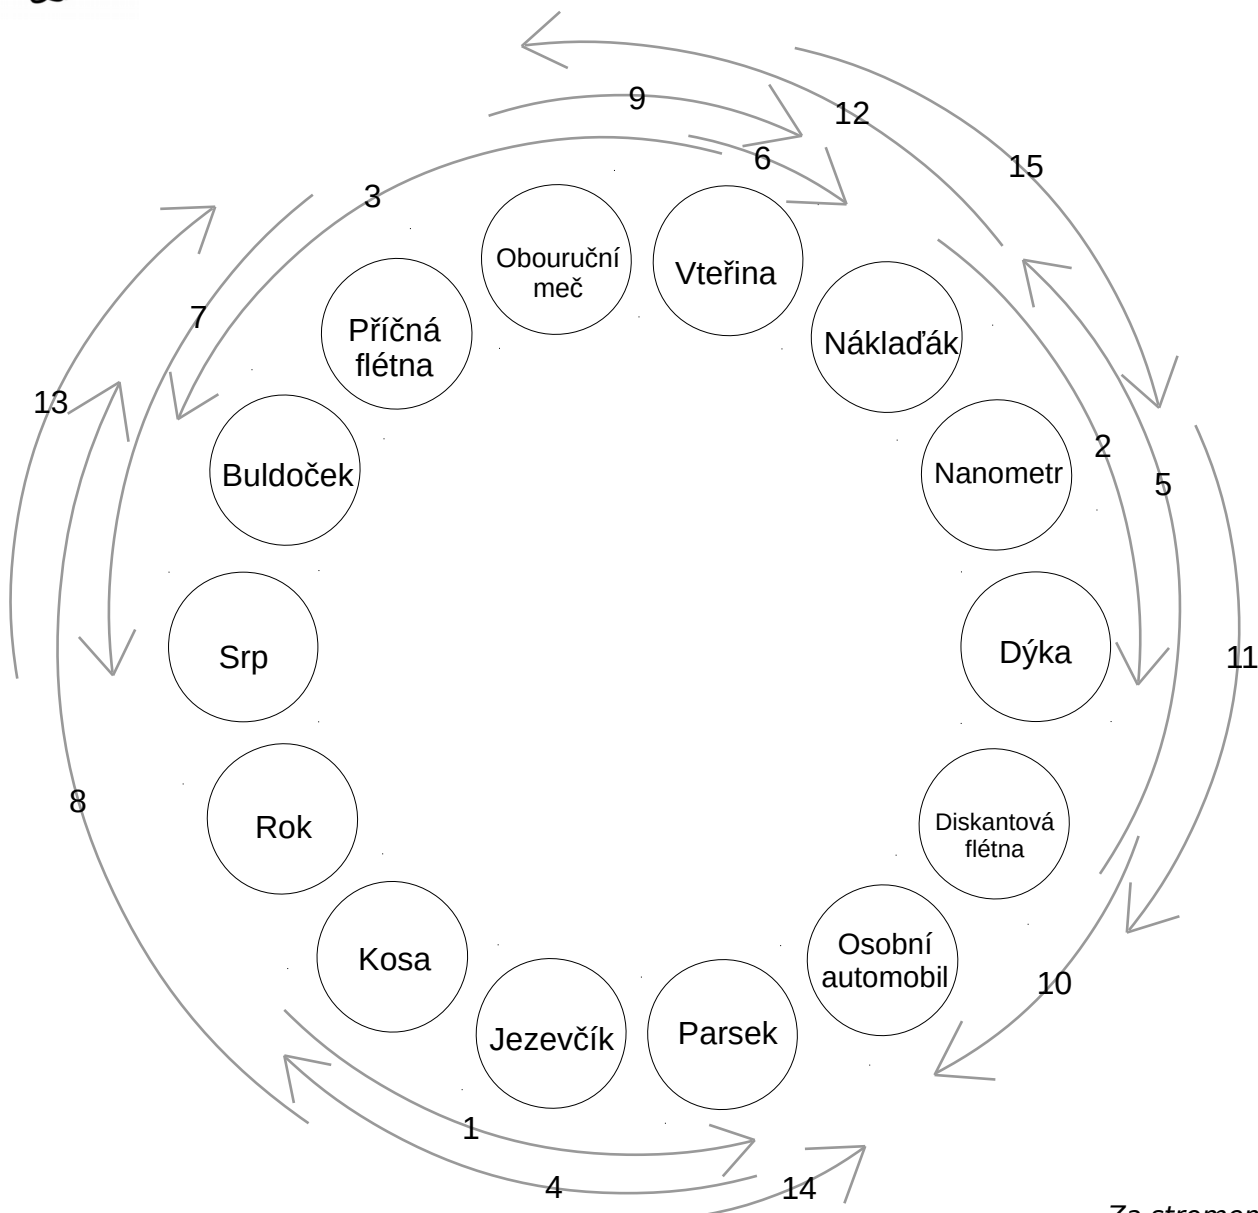 9
12
15
6
3
Obouruční
meč
Vteřina
Příčná
flétna
Náklaďák
7
13
2
5
Buldoček
Nanometr
Srp
Dýka
11
8
Rok
Diskantová
flétna
Kosa
Osobní
automobil
10
Jezevčík
Parsek
1
4
14